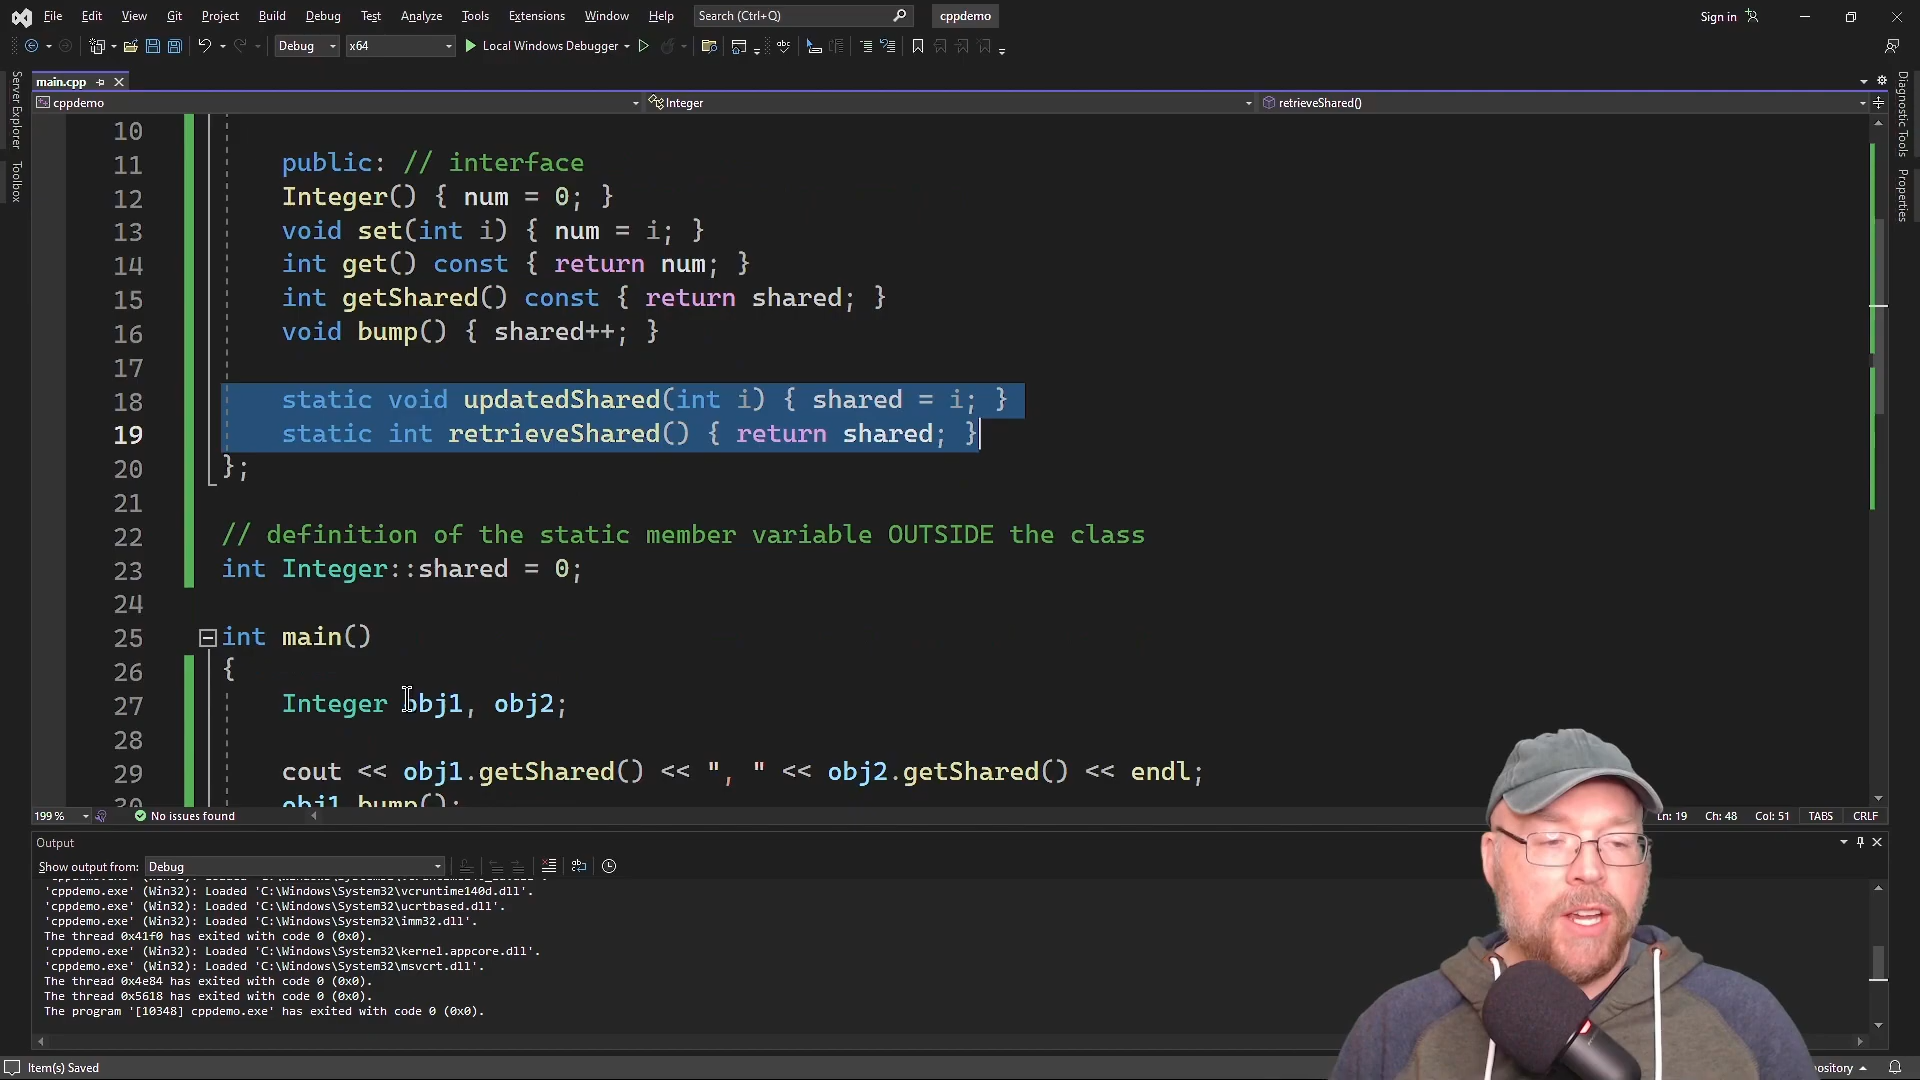 File Edit View Git Project Build Debug Test Analyze Tools Extensions Window Help Search (Ctrl+Q) cppdemo Sign in
Debug x64 Local Windows Debugger
main.cpp
cppdemo Integer retrieveShared()
Server Explorer
Toolbox
Diagnostic Tools
Properties
10
11 public: // interface
12 Integer() { num = 0; }
13 void set(int i) { num = i; }
14 int get() const { return num; }
15 int getShared() const { return shared; }
16 void bump() { shared++; }
17
18 static void updatedShared(int i) { shared = i; }
19 static int retrieveShared() { return shared; }
20 };
21
22 // definition of the static member variable OUTSIDE the class
23 int Integer::shared = 0;
24
25 int main()
26 {
27 Integer obj1, obj2;
28
29 cout << obj1.getShared() << ", " << obj2.getShared() << endl;
30 obj1.bump();
199 % No issues found Ln: 19 Ch: 48 Col: 51 TABS CRLF
Output
Show output from: Debug
'cppdemo.exe' (Win32): Loaded 'C:\Windows\System32\vcruntime140d.dll'.
'cppdemo.exe' (Win32): Loaded 'C:\Windows\System32\ucrtbased.dll'.
'cppdemo.exe' (Win32): Loaded 'C:\Windows\System32\imm32.dll'.
The thread 0x41f0 has exited with code 0 (0x0).
'cppdemo.exe' (Win32): Loaded 'C:\Windows\System32\kernel.appcore.dll'.
'cppdemo.exe' (Win32): Loaded 'C:\Windows\System32\msvcrt.dll'.
The thread 0x4e84 has exited with code 0 (0x0).
The thread 0x5618 has exited with code 0 (0x0).
The program '[10348] cppdemo.exe' has exited with code 0 (0x0).
Item(s) Saved